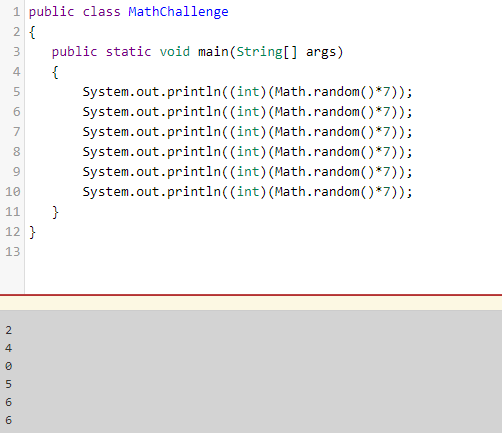 1 public class MathChallenge
2 {
3 public static void main(String[] args)
4 {
5 System.out.println((int)(Math.random()*7));
6 System.out.println((int)(Math.random()*7));
7 System.out.println((int)(Math.random()*7));
8 System.out.println((int)(Math.random()*7));
9 System.out.println((int)(Math.random()*7));
10 System.out.println((int)(Math.random()*7));
11 }
12 }
13
2
4
0
5
6
6